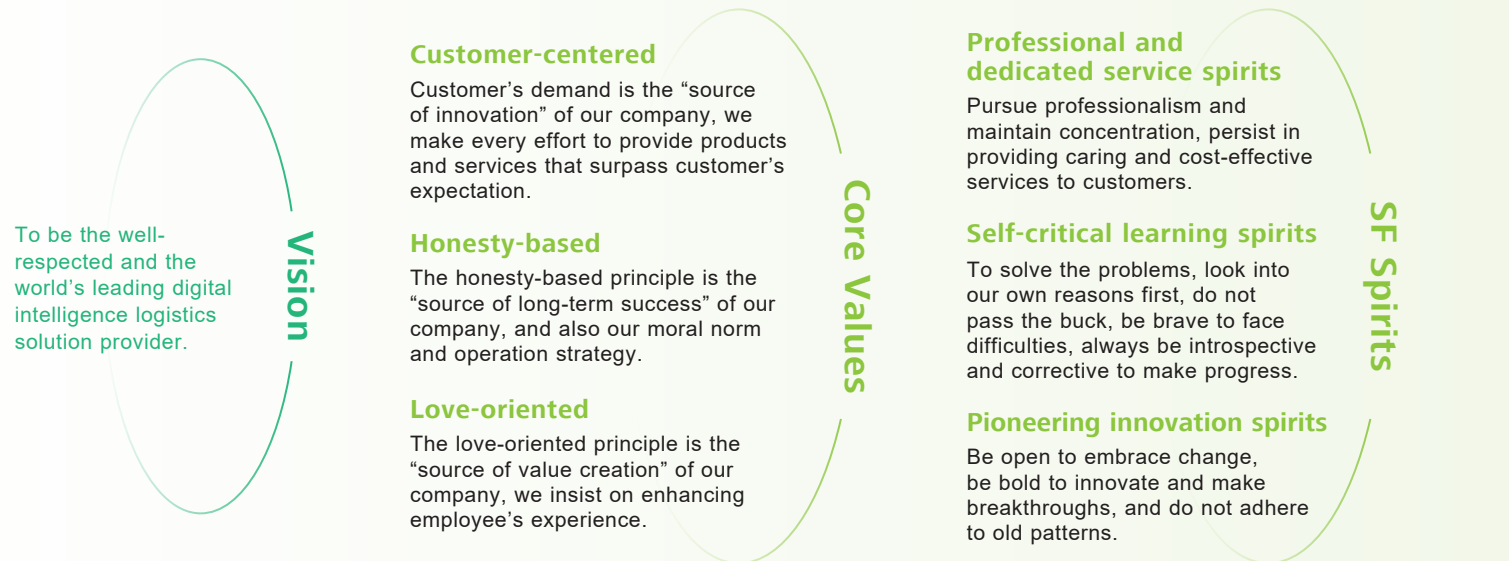 To be the well-
respected and the
world's leading digital
intelligence logistics
solution provider.
Vision
Customer-centered
Customer's demand is the “source
of innovation” of our company, we
make every effort to provide products
and services that surpass customer's
expectation.
Honesty-based
The honesty-based principle is the
“source of long-term success” of our
company, and also our moral norm
and operation strategy.
Love-oriented
The love-oriented principle is the
“source of value creation” of our
company, we insist on enhancing
employee's experience.
Core Values
Professional and
dedicated service spirits
Pursue professionalism and
maintain concentration, persist in
providing caring and cost-effective
services to customers.
Self-critical learning spirits
To solve the problems, look into
our own reasons first, do not
pass the buck, be brave to face
difficulties, always be introspective
and corrective to make progress.
Pioneering innovation spirits
Be open to embrace change,
be bold to innovate and make
breakthroughs, and do not adhere
to old patterns.
SF Spirits